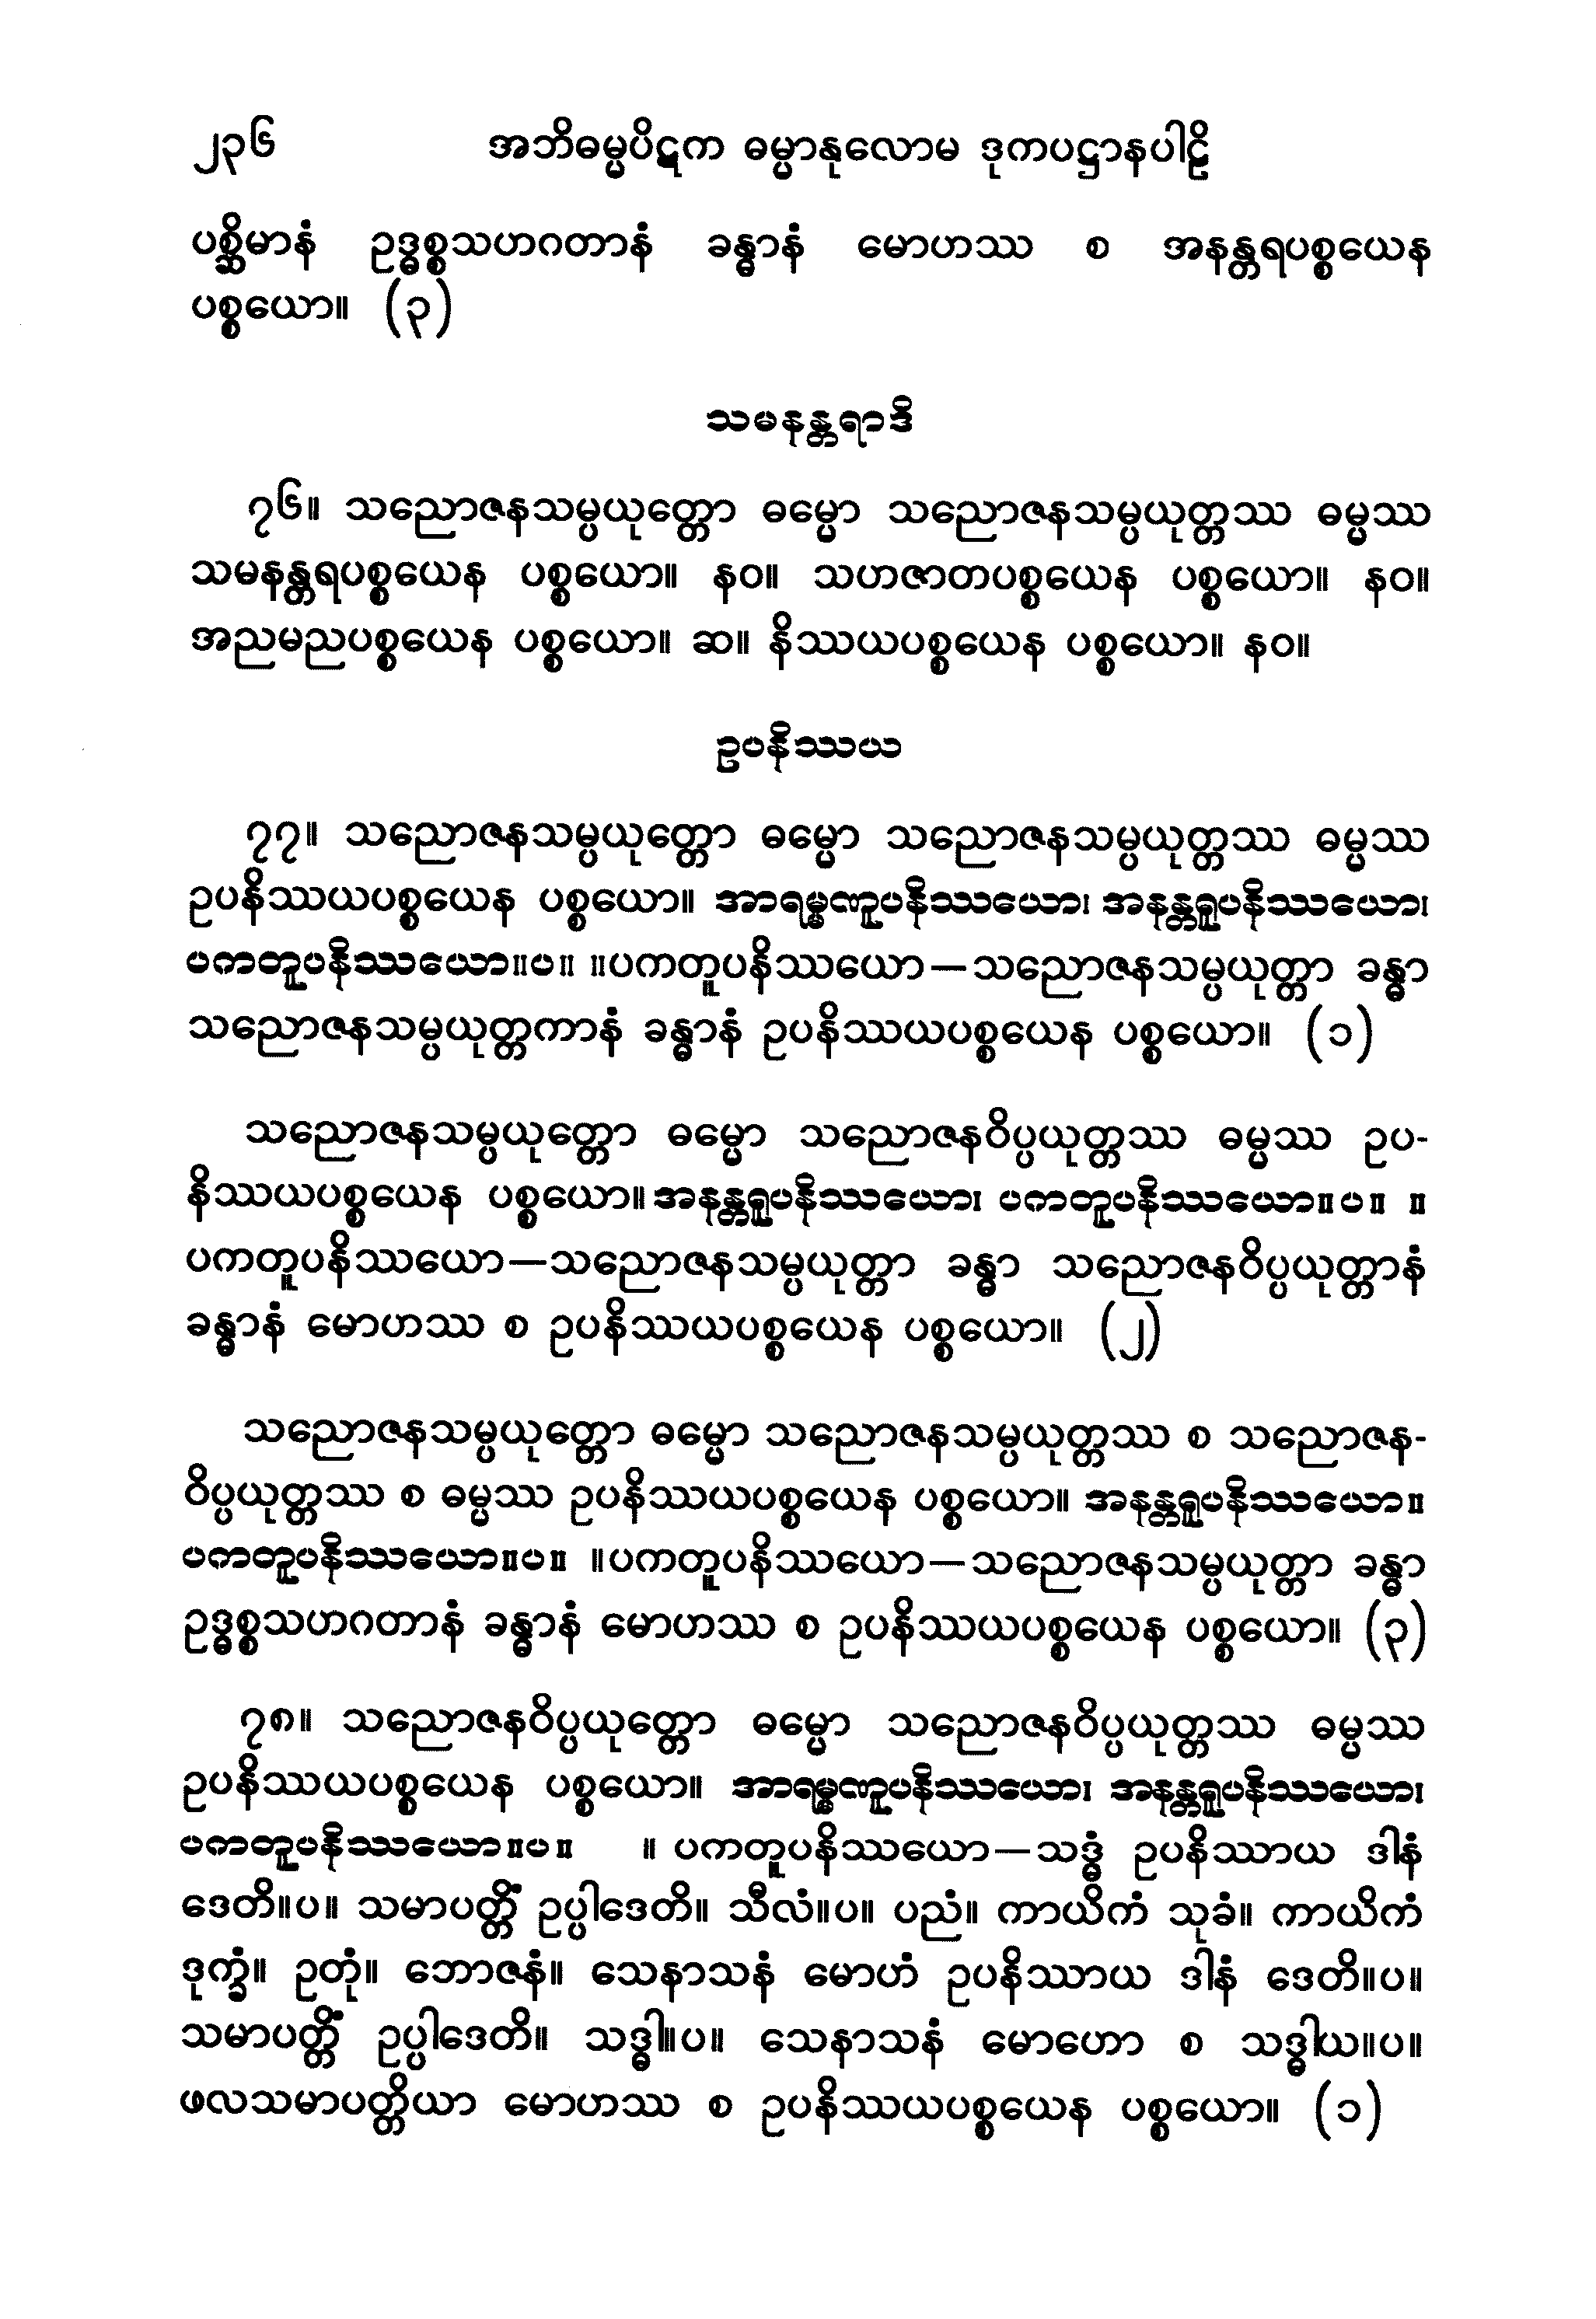 ၂၃၆ အဘိဓမ္မပိဋက ဓမ္မာနုလောမ ဒုကပဋ္ဌာနပါဠိ
ပစ္ဆိမာနံ ဥဒ္ဓစ္စသဟဂတာနံ ခန္ဓာနံ မောဟဿ စ အနန္တရပစ္စယေန
ပစ္စယော။ (၃)
သမနန္တရာဒိ
၇၆။ သညောဇနသမ္ပယုတ္တော ဓမ္မော သညောဇနသမ္ပယုတ္တဿ ဓမ္မဿ
သမနန္တရပစ္စယေန ပစ္စယော။ နဝ။ သဟဇာတပစ္စယေန ပစ္စယော။ နဝ။
အညမညပစ္စယေန ပစ္စယော။ ဆ။ နိဿယပစ္စယေန ပစ္စယော။ နဝ။
ဥပနိဿယ
၇၇။ သညောဇနသမ္ပယုတ္တော ဓမ္မော သညောဇနသမ္ပယုတ္တဿ ဓမ္မဿ
ဥပနိဿယပစ္စယေန ပစ္စယော။ အာရမ္မဏူပနိဿယော၊ အနန္တရူပနိဿယော၊
ပကတူပနိဿယော။ပ။ ။ပကတူပနိဿယော—သညောဇနသမ္ပယုတ္တာ ခန္ဓာ
သညောဇနသမ္ပယုတ္တကာနံ ခန္ဓာနံ ဥပနိဿယပစ္စယေန ပစ္စယော။ (၁)
သညောဇနသမ္ပယုတ္တော ဓမ္မော သညောဇနဝိပ္ပယုတ္တဿ ဓမ္မဿ ဥပ-
နိဿယပစ္စယေန ပစ္စယော။ အနန္တရူပနိဿယော၊ ပကတူပနိဿယော။ပ။ ။
ပကတူပနိဿယော—သညောဇနသမ္ပယုတ္တာ ခန္ဓာ သညောဇနဝိပ္ပယုတ္တာနံ
ခန္ဓာနံ မောဟဿ စ ဥပနိဿယပစ္စယေန ပစ္စယော။ (၂)
သညောဇနသမ္ပယုတ္တော ဓမ္မော သညောဇနသမ္ပယုတ္တဿ စ သညောဇန-
ဝိပ္ပယုတ္တဿ စ ဓမ္မဿ ဥပနိဿယပစ္စယေန ပစ္စယော။ အနန္တရူပနိဿယော။
ပကတူပနိဿယော။ပ။ ။ပကတူပနိဿယော—သညောဇနသမ္ပယုတ္တာ ခန္ဓာ
ဥဒ္ဓစ္စသဟဂတာနံ ခန္ဓာနံ မောဟဿ စ ဥပနိဿယပစ္စယေန ပစ္စယော။ (၃)
၇၈။ သညောဇနဝိပ္ပယုတ္တော ဓမ္မော သညောဇနဝိပ္ပယုတ္တဿ ဓမ္မဿ
ဥပနိဿယပစ္စယေန ပစ္စယော။ အာရမ္မဏူပနိဿယော၊ အနန္တရူပနိဿယော၊
ပကတူပနိဿယော။ပ။ ။ ပကတူပနိဿယော—သဒ္ဓံ ဥပနိဿာယ ဒါနံ
ဒေတိ။ပ။ သမာပတ္တိံ ဥပ္ပါဒေတိ။ သီလံ။ပ။ ပညံ။ ကာယိကံ သုခံ။ ကာယိကံ
ဒုက္ခံ။ ဥတုံ။ ဘောဇနံ။ သေနာသနံ မောဟံ ဥပနိဿာယ ဒါနံ ဒေတိ။ပ။
သမာပတ္တိံ ဥပ္ပါဒေတိ။ သဒ္ဓါ။ပ။ သေနာသနံ မောဟော စ သဒ္ဓါယ။ပ။
ဖလသမာပတ္တိယာ မောဟဿ စ ဥပနိဿယပစ္စယေန ပစ္စယော။ (၁)